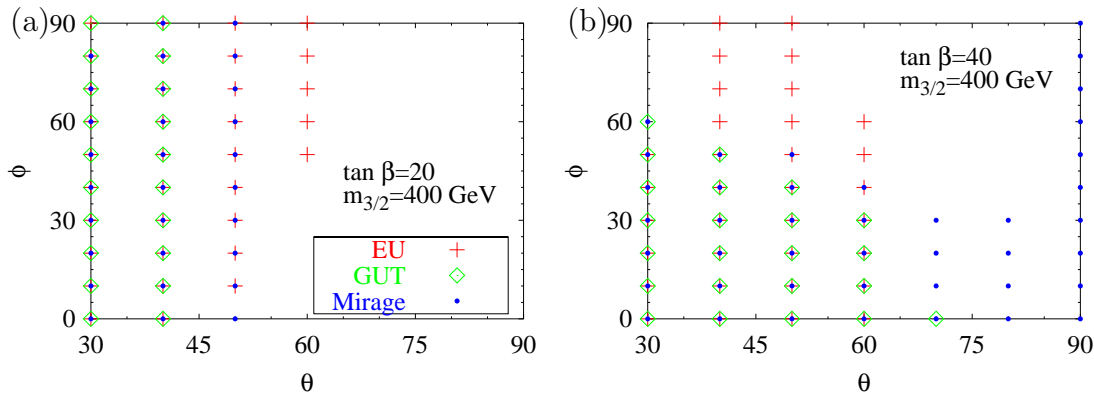 (a)
90
60
30
0
φ
30 45 60 75 90
θ
tan β=20
m3/2=400 GeV
EU
GUT
Mirage
(b)
90
60
30
0
φ
30 45 60 75 90
θ
tan β=40
m3/2=400 GeV